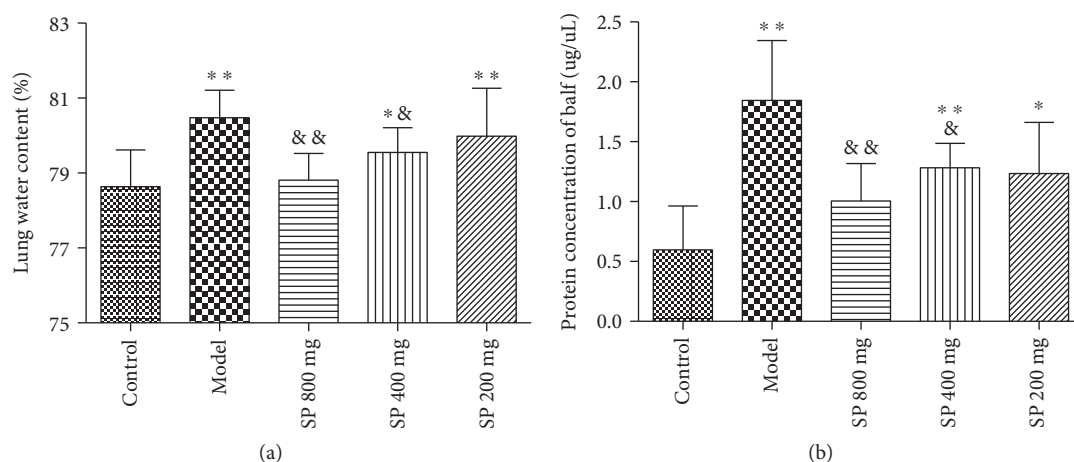 83
81
79
77
75
Lung water content (%)
* *
& &
* &
* *
Control
Model
SP 800 mg
SP 400 mg
SP 200 mg
(a)
2.5
2.0
1.5
1.0
0.5
0.0
Protein concentration of balf (ug/uL)
* *
& &
* *
&
*
Control
Model
SP 800 mg
SP 400 mg
SP 200 mg
(b)